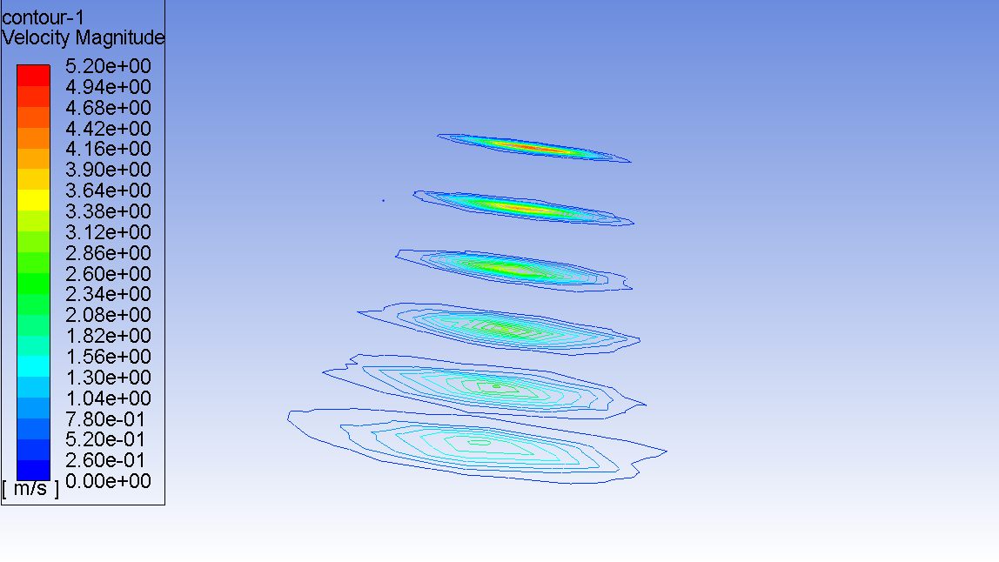 contour-1
Velocity Magnitude
5.20e+00
4.94e+00
4.68e+00
4.42e+00
4.16e+00
3.90e+00
3.64e+00
3.38e+00
3.12e+00
2.86e+00
2.60e+00
2.34e+00
2.08e+00
1.82e+00
1.56e+00
1.30e+00
1.04e+00
7.80e-01
5.20e-01
2.60e-01
0.00e+00
[ m/s ]